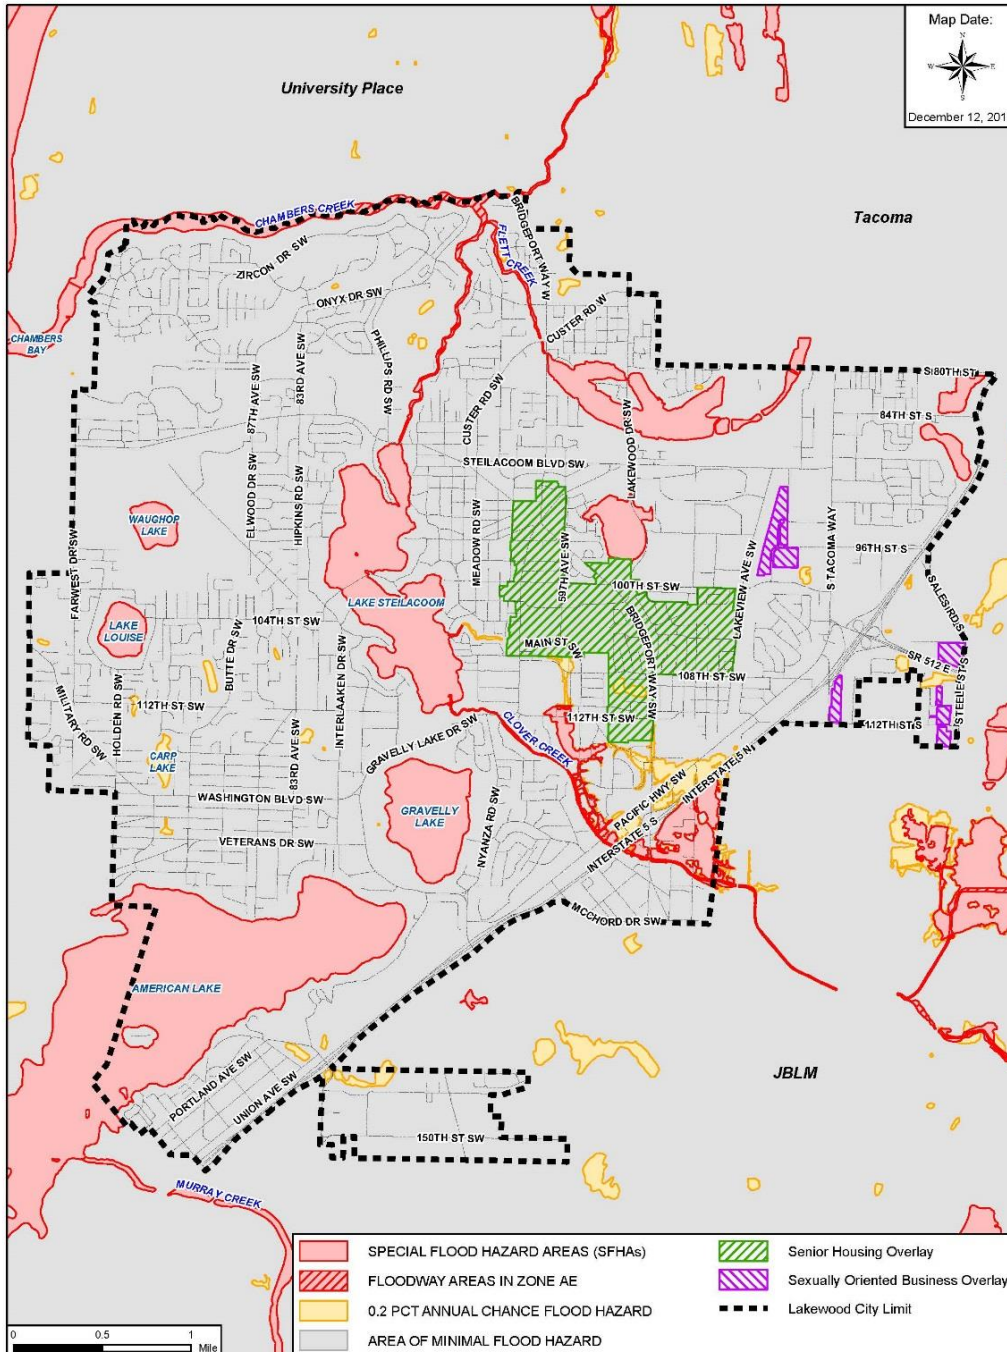 Map Date:
N
W
E
S
December 12, 201
University Place
Tacoma
CHAMBERS CREEK
BRIDGEPORT WAY W
FLETT CREEK
ZIRCON DR SW
ONYX DR SW
CUSTER RD W
CHAMBERS
BAY
PHILLIPS RD SW
83RD AVE SW
87TH AVE SW
CUSTER RD SW
LAKEWOOD DR SW
S 80TH ST
84TH ST S
STEILACOOM BLVD SW
ELWOOD DR SW
HIPKINS RD SW
MEADOW RD SW
59TH AVE SW
WAUGHOP
LAKE
S TACOMA WAY
96TH ST S
FARWEST DR SW
LAKE STEILACOOM
100TH ST SW
LAKEVIEW AVE SW
SALES RD S
LAKE
LOUISE
104TH ST SW
MAIN ST SW
BRIDGEPORT WAY SW
SR 512 E
BUTTE DR SW
INTERLAAKEN DR SW
108TH ST SW
MILITARY RD SW
HOLDEN RD SW
112TH ST SW
112TH ST SW
112TH ST S
STEELE ST S
GRAVELLY LAKE DR SW
CLOVER CREEK
CARP
LAKE
83RD AVE SW
INTERSTATE 5 N
PACIFIC HWY SW
WASHINGTON BLVD SW
GRAVELLY
LAKE
NYANZA RD SW
INTERSTATE 5 S
VETERANS DR SW
MCCHORD DR SW
AMERICAN LAKE
PORTLAND AVE SW
UNION AVE SW
JBLM
150TH ST SW
MURRAY CREEK
SPECIAL FLOOD HAZARD AREAS (SFHAs)
Senior Housing Overlay
FLOODWAY AREAS IN ZONE AE
Sexually Oriented Business Overlay
0.2 PCT ANNUAL CHANCE FLOOD HAZARD
Lakewood City Limit
AREA OF MINIMAL FLOOD HAZARD
0 0.5 1
Mile